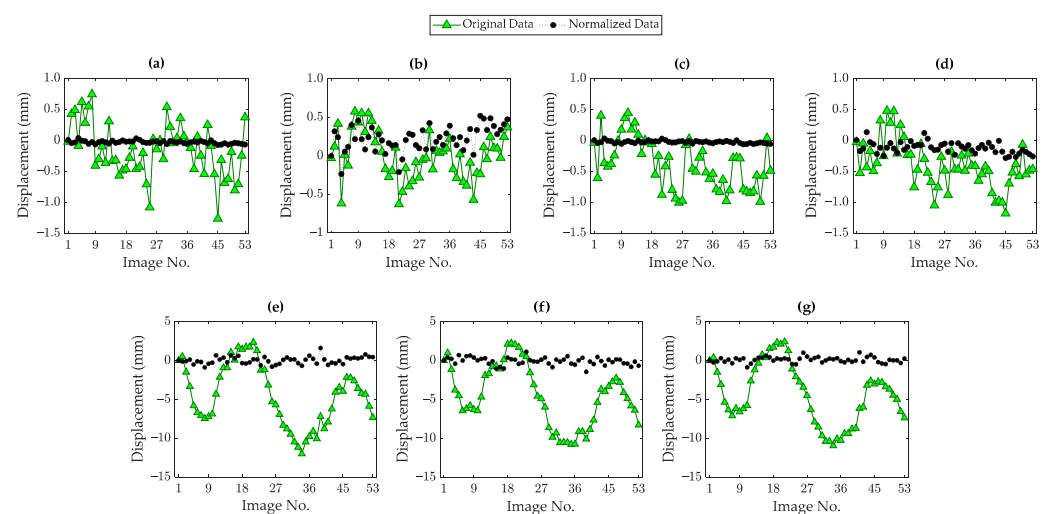 Original Data Normalized Data
(a) (b) (c) (d)
Displacement (mm)
1.0
0.5
0
−0.5
−1.0
−1.5
1 9 18 27 36 45 53
Image No.
Displacement (mm)
1.0
0.5
0
−0.5
−1
1 9 18 27 36 45 53
Image No.
Displacement (mm)
1.0
0.5
0
−0.5
−1.0
−1.5
1 9 18 27 36 45 53
Image No.
Displacement (mm)
1.0
0.5
0
−0.5
−1.0
−1.5
1 9 18 27 36 45 53
Image No.
(e) (f) (g)
Displacement (mm)
5
0
−5
−10
−15
1 9 18 27 36 45 53
Image No.
Displacement (mm)
5
0
−5
−10
−15
1 9 18 27 36 45 53
Image No.
Displacement (mm)
5
0
−5
−10
−15
1 9 18 27 36 45 53
Image No.